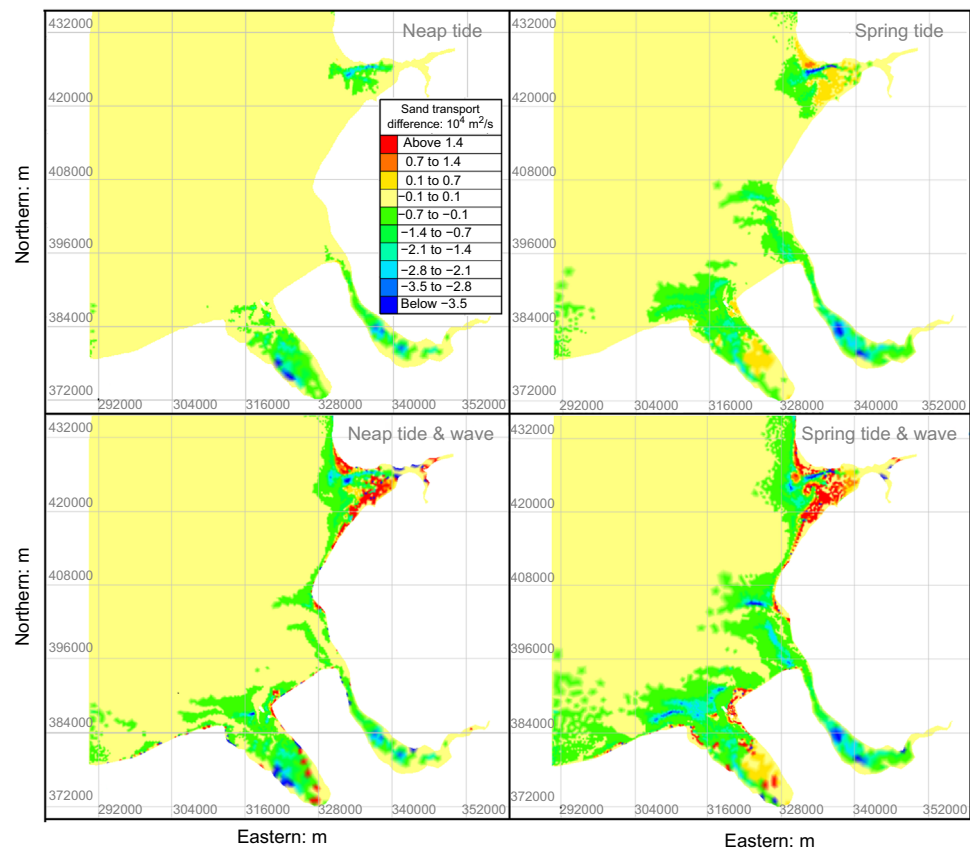 Neap tide
Spring tide
432000
420000
408000
396000
384000
372000
Northern: m
Sand transport
difference: 10⁴ m²/s
Above 1.4
0.7 to 1.4
0.1 to 0.7
−0.1 to 0.1
−0.7 to −0.1
−1.4 to −0.7
−2.1 to −1.4
−2.8 to −2.1
−3.5 to −2.8
Below −3.5
292000 304000 316000 328000 340000 352000
432000
420000
408000
396000
384000
372000
292000 304000 316000 328000 340000 352000
Neap tide & wave
Spring tide & wave
432000
420000
408000
396000
384000
372000
Northern: m
292000 304000 316000 328000 340000 352000
Eastern: m
432000
420000
408000
396000
384000
372000
292000 304000 316000 328000 340000 352000
Eastern: m